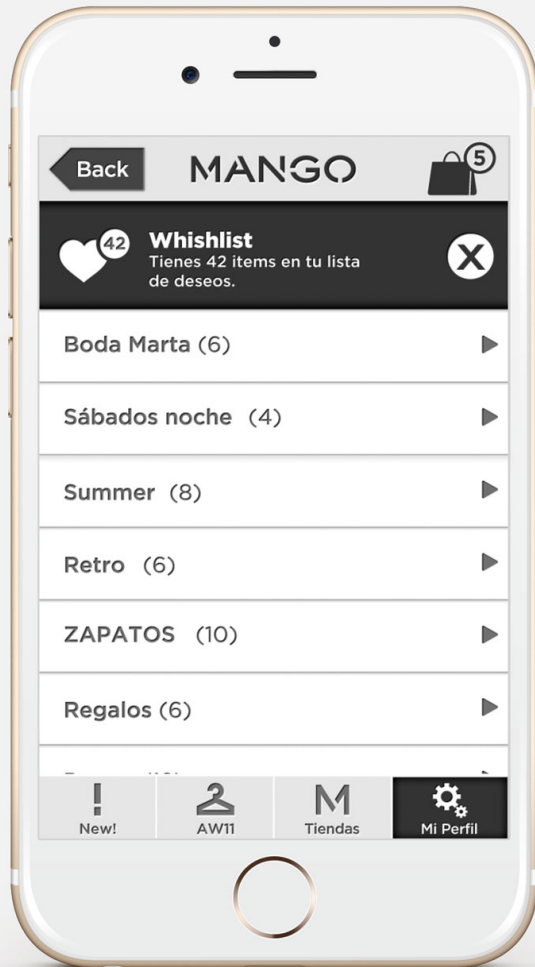 Back
MANGO
5
42
Whishlist
Tienes 42 items en tu lista
de deseos.
X
Boda Marta (6)
Sábados noche (4)
Summer (8)
Retro (6)
ZAPATOS (10)
Regalos (6)
!
New!
AW11
M
Tiendas
Mi Perfil